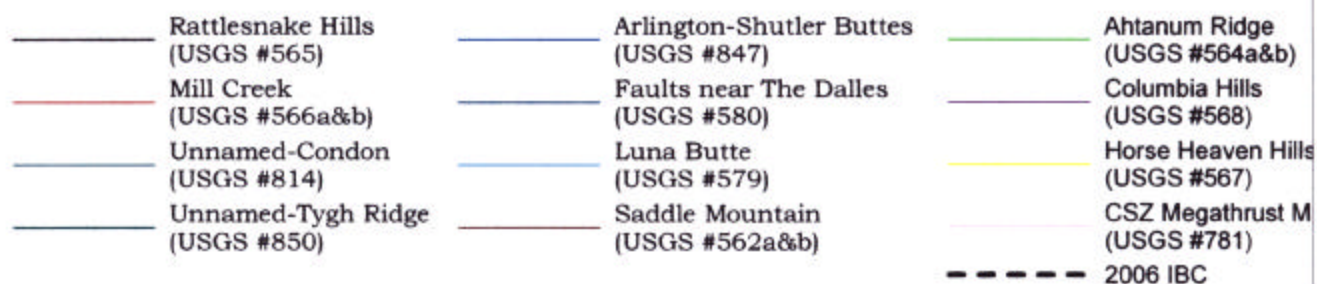 Rattlesnake Hills
(USGS #565)
Mill Creek
(USGS #566a&b)
Unnamed-Condon
(USGS #814)
Unnamed-Tygh Ridge
(USGS #850)
Arlington-Shutler Buttes
(USGS #847)
Faults near The Dalles
(USGS #580)
Luna Butte
(USGS #579)
Saddle Mountain
(USGS #562a&b)
Ahtanum Ridge
(USGS #564a&b)
Columbia Hills
(USGS #568)
Horse Heaven Hills
(USGS #567)
CSZ Megathrust M
(USGS #781)
2006 IBC